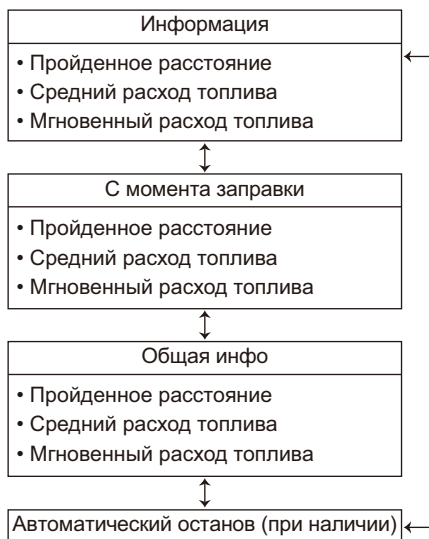 Информация
• Пройденное расстояние
• Средний расход топлива
• Мгновенный расход топлива
С момента заправки
• Пройденное расстояние
• Средний расход топлива
• Мгновенный расход топлива
Общая инфо
• Пройденное расстояние
• Средний расход топлива
• Мгновенный расход топлива
Автоматический останов (при наличии)